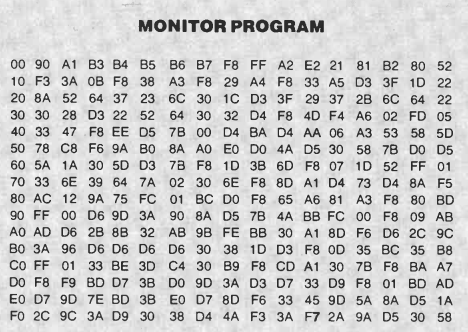 MONITOR PROGRAM
00 90 A1 B3 B4 B5 B6 B7 F8 FF A2 E2 21 81 B2 80 52
10 F3 3A 0B F8 38 A3 F8 29 A4 F8 33 A5 D3 3F 1D 22
20 8A 52 64 37 23 6C 30 1C D3 3F 29 37 2B 6C 64 22
30 30 28 D3 22 52 64 30 32 D4 F8 4D F4 A6 02 FD 05
40 33 47 F8 EE D5 7B 00 D4 BA D4 AA 06 A3 53 58 5D
50 78 C8 F6 9A B0 8A A0 E0 D0 4A D5 30 58 7B D0 D5
60 5A 1A 30 5D D3 7B F8 1D 3B 6D F8 07 1D 52 FF 01
70 33 6E 39 64 7A 02 30 6E F8 8D A1 D4 73 D4 8A F5
80 AC 12 9A 75 FC 01 BC D0 F8 65 A6 81 A3 F8 80 BD
90 FF 00 D6 9D 3A 90 8A D5 7B 4A BB FC 00 F8 09 AB
A0 AD D6 2B 8B 32 AB 9B FE BB 30 A1 8D F6 D6 2C 9C
B0 3A 96 D6 D6 D6 D6 30 38 1D D3 F8 0D 35 BC 35 B8
C0 FF 01 33 BE 3D C4 30 B9 F8 CD A1 30 7B F8 BA A7
D0 F8 F9 BD D7 3B D0 9D 3A D3 D7 33 D9 F8 01 BD AD
E0 D7 9D 7E BD 3B E0 D7 8D F6 33 45 9D 5A 8D D5 1A
F0 2C 9C 3A D9 30 38 D4 4A F3 3A F7 2A 9A D5 30 58